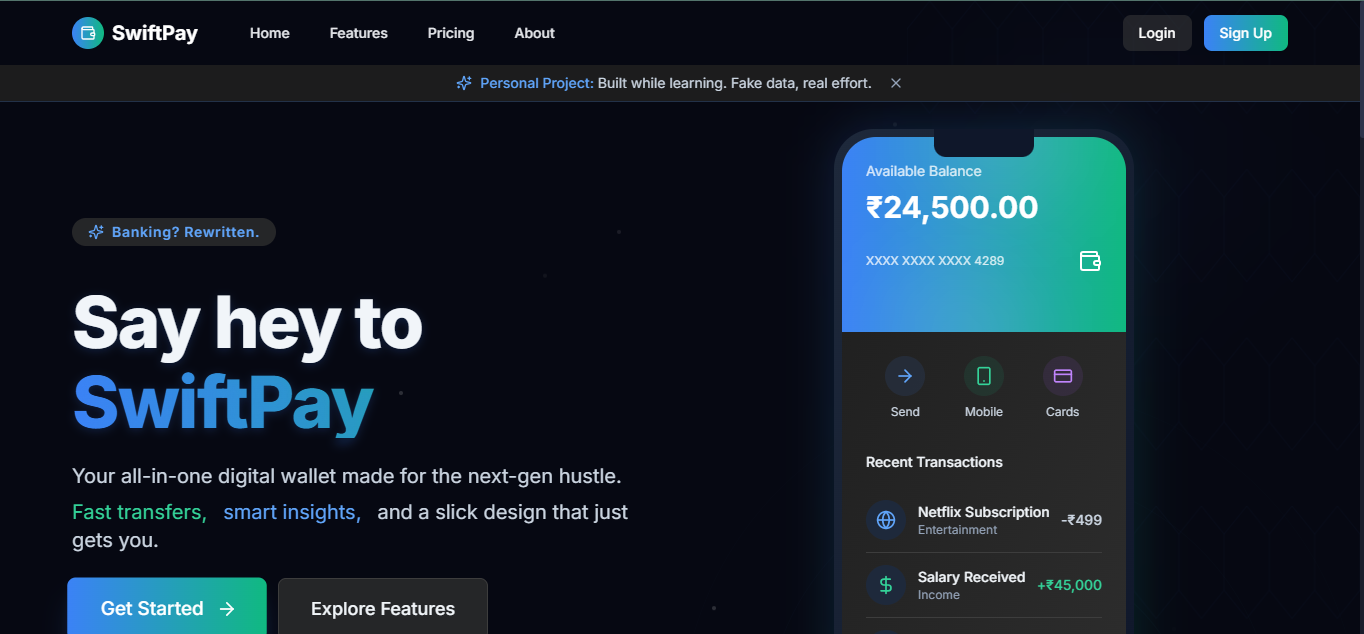 SwiftPay Home Features Pricing About Login Sign Up
Personal Project: Built while learning. Fake data, real effort.
Banking? Rewritten.
Say hey to
SwiftPay
Your all-in-one digital wallet made for the next-gen hustle.
Fast transfers, smart insights, and a slick design that just
gets you.
Get Started
Explore Features
Available Balance
₹24,500.00
XXXX XXXX XXXX 4289
Send Mobile Cards
Recent Transactions
Netflix Subscription -₹499
Entertainment
Salary Received +₹45,000
Income